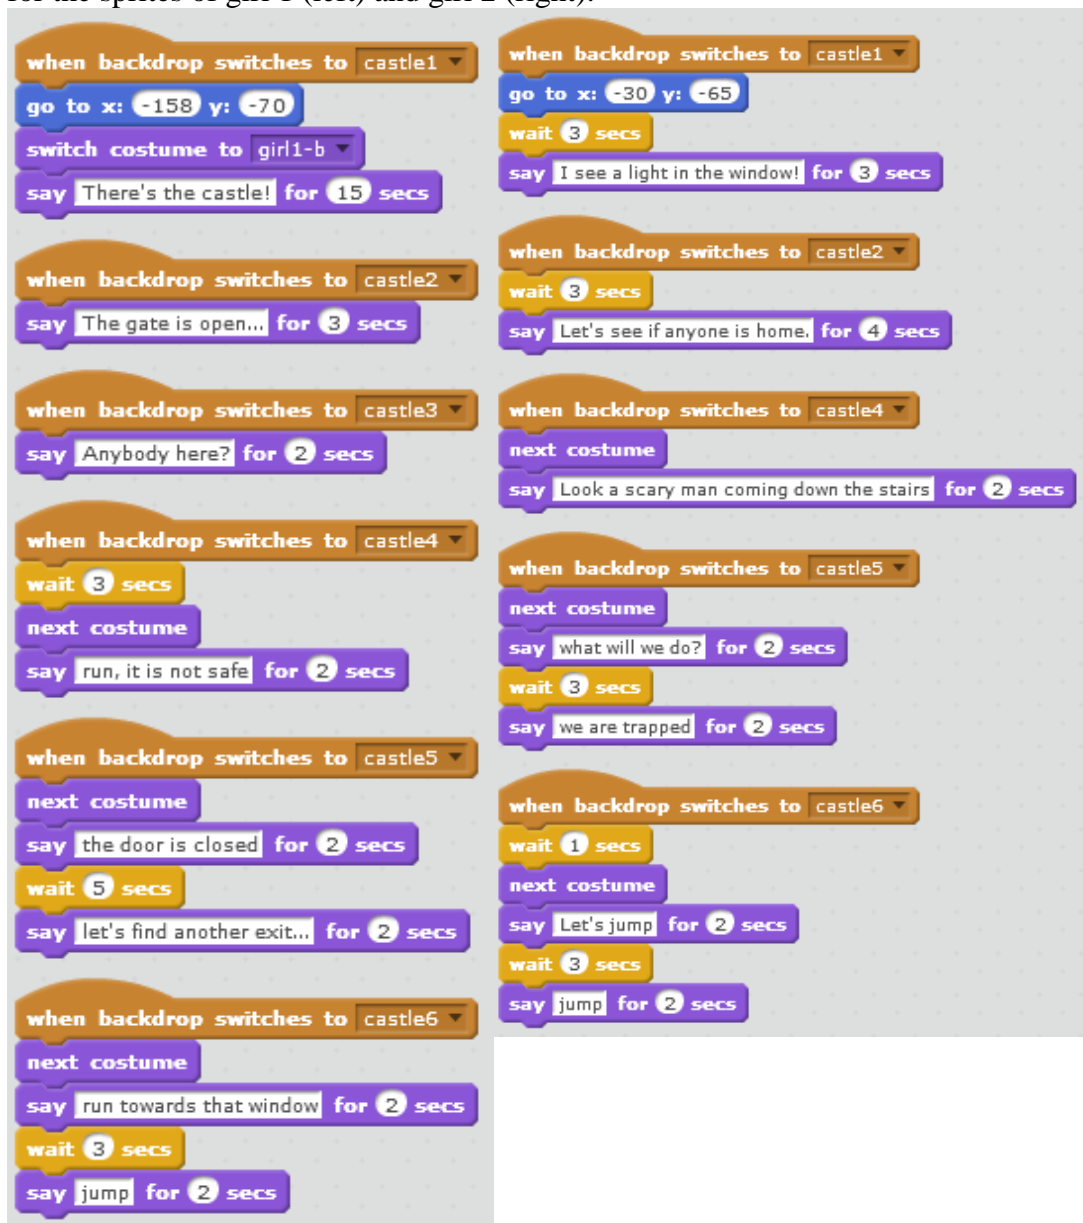 when backdrop switches to castle1
go to x: -158 y: -70
switch costume to girl1-b
say There's the castle! for 15 secs
when backdrop switches to castle2
say The gate is open... for 3 secs
when backdrop switches to castle3
say Anybody here? for 2 secs
when backdrop switches to castle4
wait 3 secs
next costume
say run, it is not safe for 2 secs
when backdrop switches to castle5
next costume
say the door is closed for 2 secs
wait 5 secs
say let's find another exit... for 2 secs
when backdrop switches to castle6
next costume
say run towards that window for 2 secs
wait 3 secs
say jump for 2 secs
when backdrop switches to castle1
go to x: -30 y: -65
wait 3 secs
say I see a light in the window! for 3 secs
when backdrop switches to castle2
wait 3 secs
say Let's see if anyone is home. for 4 secs
when backdrop switches to castle4
next costume
say Look a scary man coming down the stairs for 2 secs
when backdrop switches to castle5
next costume
say what will we do? for 2 secs
wait 3 secs
say we are trapped for 2 secs
when backdrop switches to castle6
wait 1 secs
next costume
say Let's jump for 2 secs
wait 3 secs
say jump for 2 secs